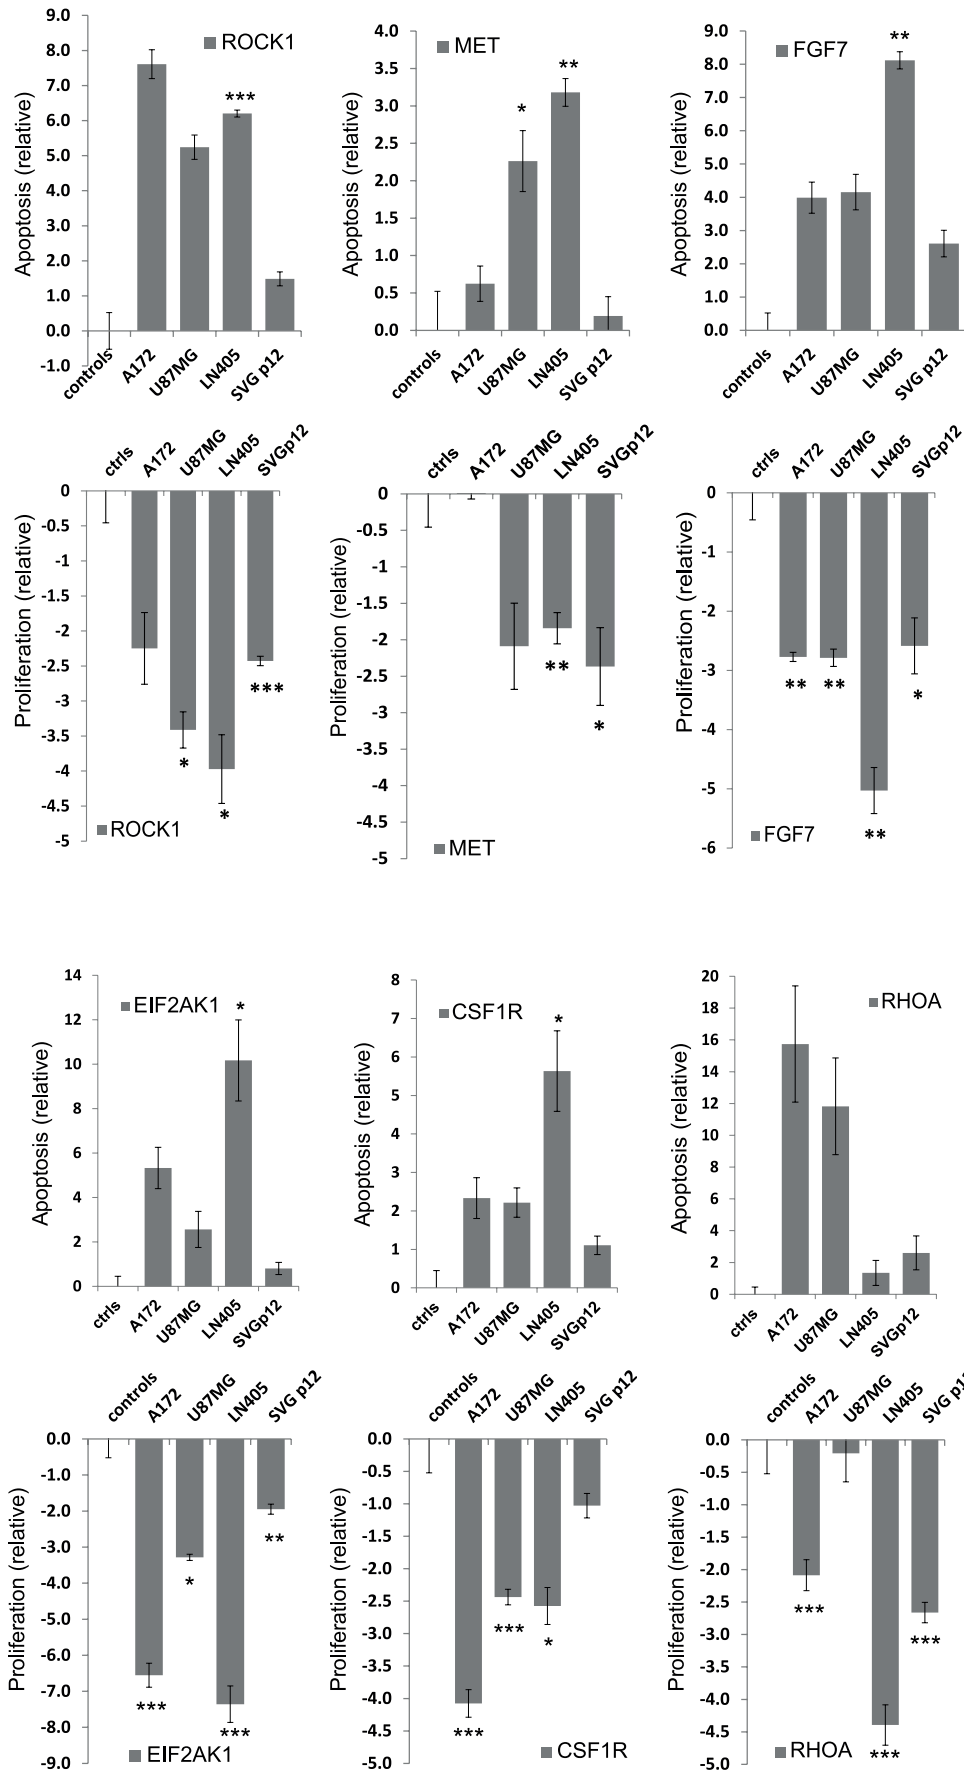 ROCK1
Apoptosis (relative)
9.0
8.0
7.0
6.0
5.0
4.0
3.0
2.0
1.0
0.0
-1.0
***
controls
A172
U87MG
LN405
SVG p12
MET
Apoptosis (relative)
4.0
3.5
3.0
2.5
2.0
1.5
1.0
0.5
0.0
*
**
controls
A172
U87MG
LN405
SVG p12
FGF7
Apoptosis (relative)
9.0
8.0
7.0
6.0
5.0
4.0
3.0
2.0
1.0
0.0
**
controls
A172
U87MG
LN405
SVG p12
ctrls
A172
U87MG
LN405
SVGp12
Proliferation (relative)
0
-0.5
-1
-1.5
-2
-2.5
-3
-3.5
-4
-4.5
-5
*
*
***
ROCK1
ctrls
A172
U87MG
LN405
SVGp12
Proliferation (relative)
0
-0.5
-1
-1.5
-2
-2.5
-3
-3.5
-4
-4.5
-5
**
*
MET
ctrls
A172
U87MG
LN405
SVGp12
Proliferation (relative)
0
-1
-2
-3
-4
-5
-6
**
**
**
*
FGF7
EIF2AK1
Apoptosis (relative)
14
12
10
8
6
4
2
0
*
ctrls
A172
U87MG
LN405
SVGp12
CSF1R
Apoptosis (relative)
8
7
6
5
4
3
2
1
0
*
ctrls
A172
U87MG
LN405
SVGp12
RHOA
Apoptosis (relative)
20
18
16
14
12
10
8
6
4
2
0
ctrls
A172
U87MG
LN405
SVGp12
controls
A172
U87MG
LN405
SVG p12
Proliferation (relative)
0.0
-1.0
-2.0
-3.0
-4.0
-5.0
-6.0
-7.0
-8.0
-9.0
***
*
***
**
EIF2AK1
controls
A172
U87MG
LN405
SVG p12
Proliferation (relative)
0.0
-0.5
-1.0
-1.5
-2.0
-2.5
-3.0
-3.5
-4.0
-4.5
-5.0
***
***
*
CSF1R
controls
A172
U87MG
LN405
SVG p12
Proliferation (relative)
0.0
-0.5
-1.0
-1.5
-2.0
-2.5
-3.0
-3.5
-4.0
-4.5
-5.0
***
***
***
RHOA